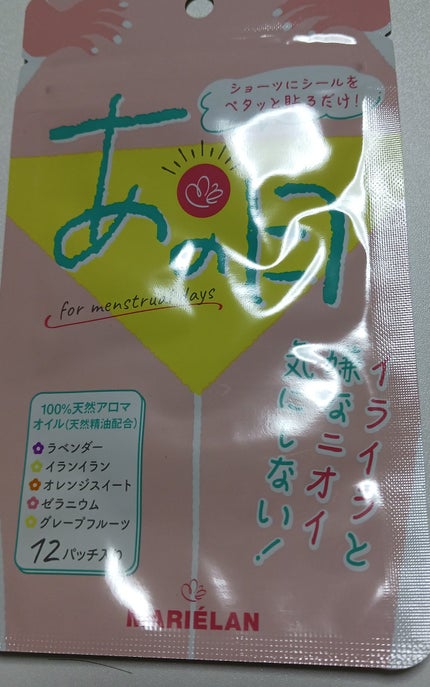 ショーツにシールを
ペタッと貼るだけ!
あの日
for menstrual days
イライラと
嫌なニオイ
気にしない!
100%天然アロマ
オイル(天然精油配合)
ラベンダー
イランイラン
オレンジスイート
ゼラニウム
グレープフルーツ
12パッチ入り
MARIÉLAN